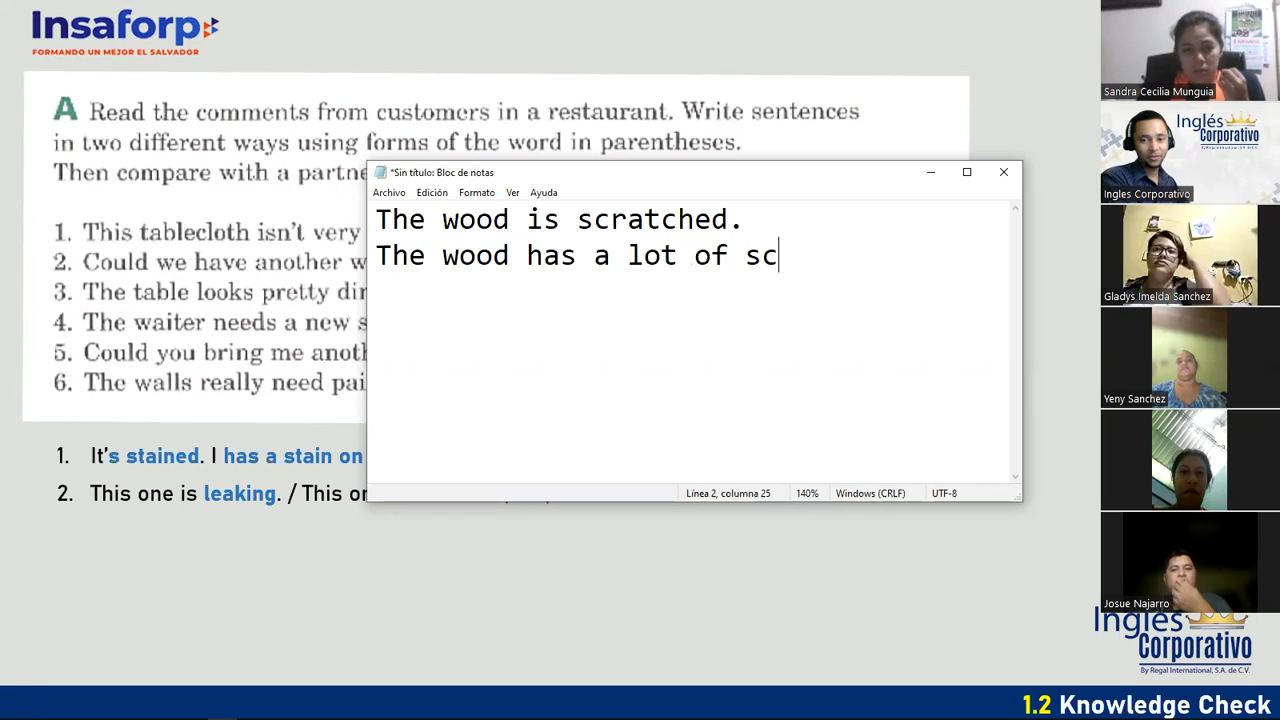 Insaforp
FORMANDO UN MEJOR EL SALVADOR
A Read the comments from customers in a restaurant. Write sentences
in two different ways using forms of the word in parentheses.
Then compare with a partne
1. This tablecloth isn't very
2. Could we have another w
3. The table looks pretty dir
4. The waiter needs a new s
5. Could you bring me anoth
6. The walls really need pai
1. It's stained. I has a stain on
2. This one is leaking. / This on
*Sin título: Bloc de notas
Archivo Edición Formato Ver Ayuda
The wood is scratched.
The wood has a lot of sc
Línea 2, columna 25 140% Windows (CRLF) UTF-8
Sandra Cecilia Munguia
Inglés
Corporativo
By Regal International, S.A. de C.V.
Ingles Corporativo
Gladys Imelda Sanchez
Yeny Sanchez
Josue Najarro
Inglés
Corporativo
By Regal International, S.A. de C.V.
1.2 Knowledge Check